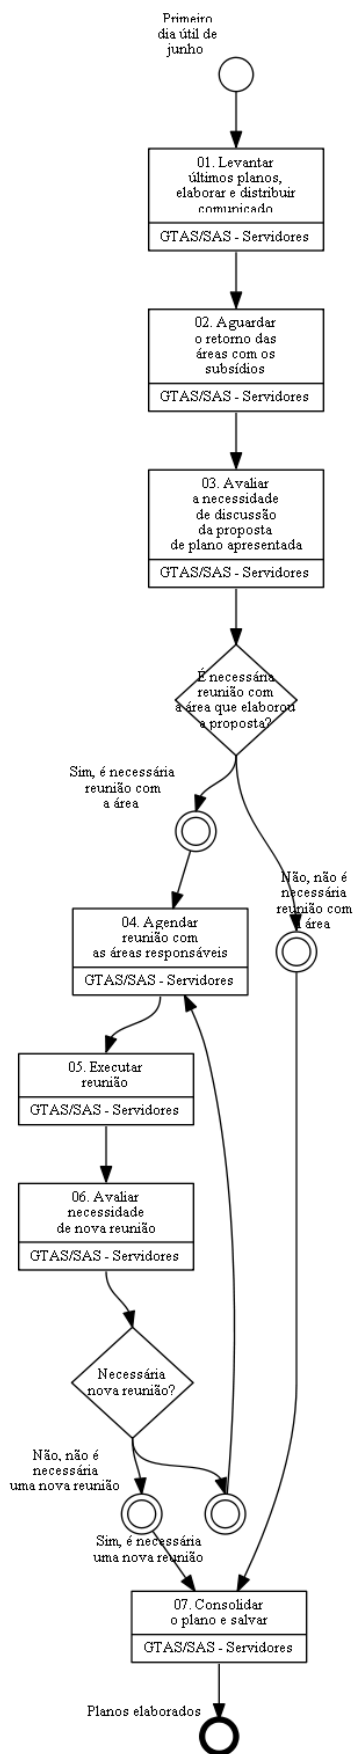 Primeiro
dia útil de
junho
01. Levantar
últimos planos,
elaborar e distribuir
comunicado
GTAS/SAS - Servidores
02. Aguardar
o retorno das
áreas com os
subsídios
GTAS/SAS - Servidores
03. Avaliar
a necessidade
de discussão
da proposta
de plano apresentada
GTAS/SAS - Servidores
É necessária
reunião com
a área que elaborou
a proposta?
Sim, é necessária
reunião com
a área
Não, não é
necessária
reunião com
a área
04. Agendar
reunião com
as áreas responsáveis
GTAS/SAS - Servidores
05. Executar
reunião
GTAS/SAS - Servidores
06. Avaliar
necessidade
de nova reunião
GTAS/SAS - Servidores
Necessária
nova reunião?
Não, não é
necessária
uma nova reunião
Sim, é necessária
uma nova reunião
07. Consolidar
o plano e salvar
GTAS/SAS - Servidores
Planos elaborados